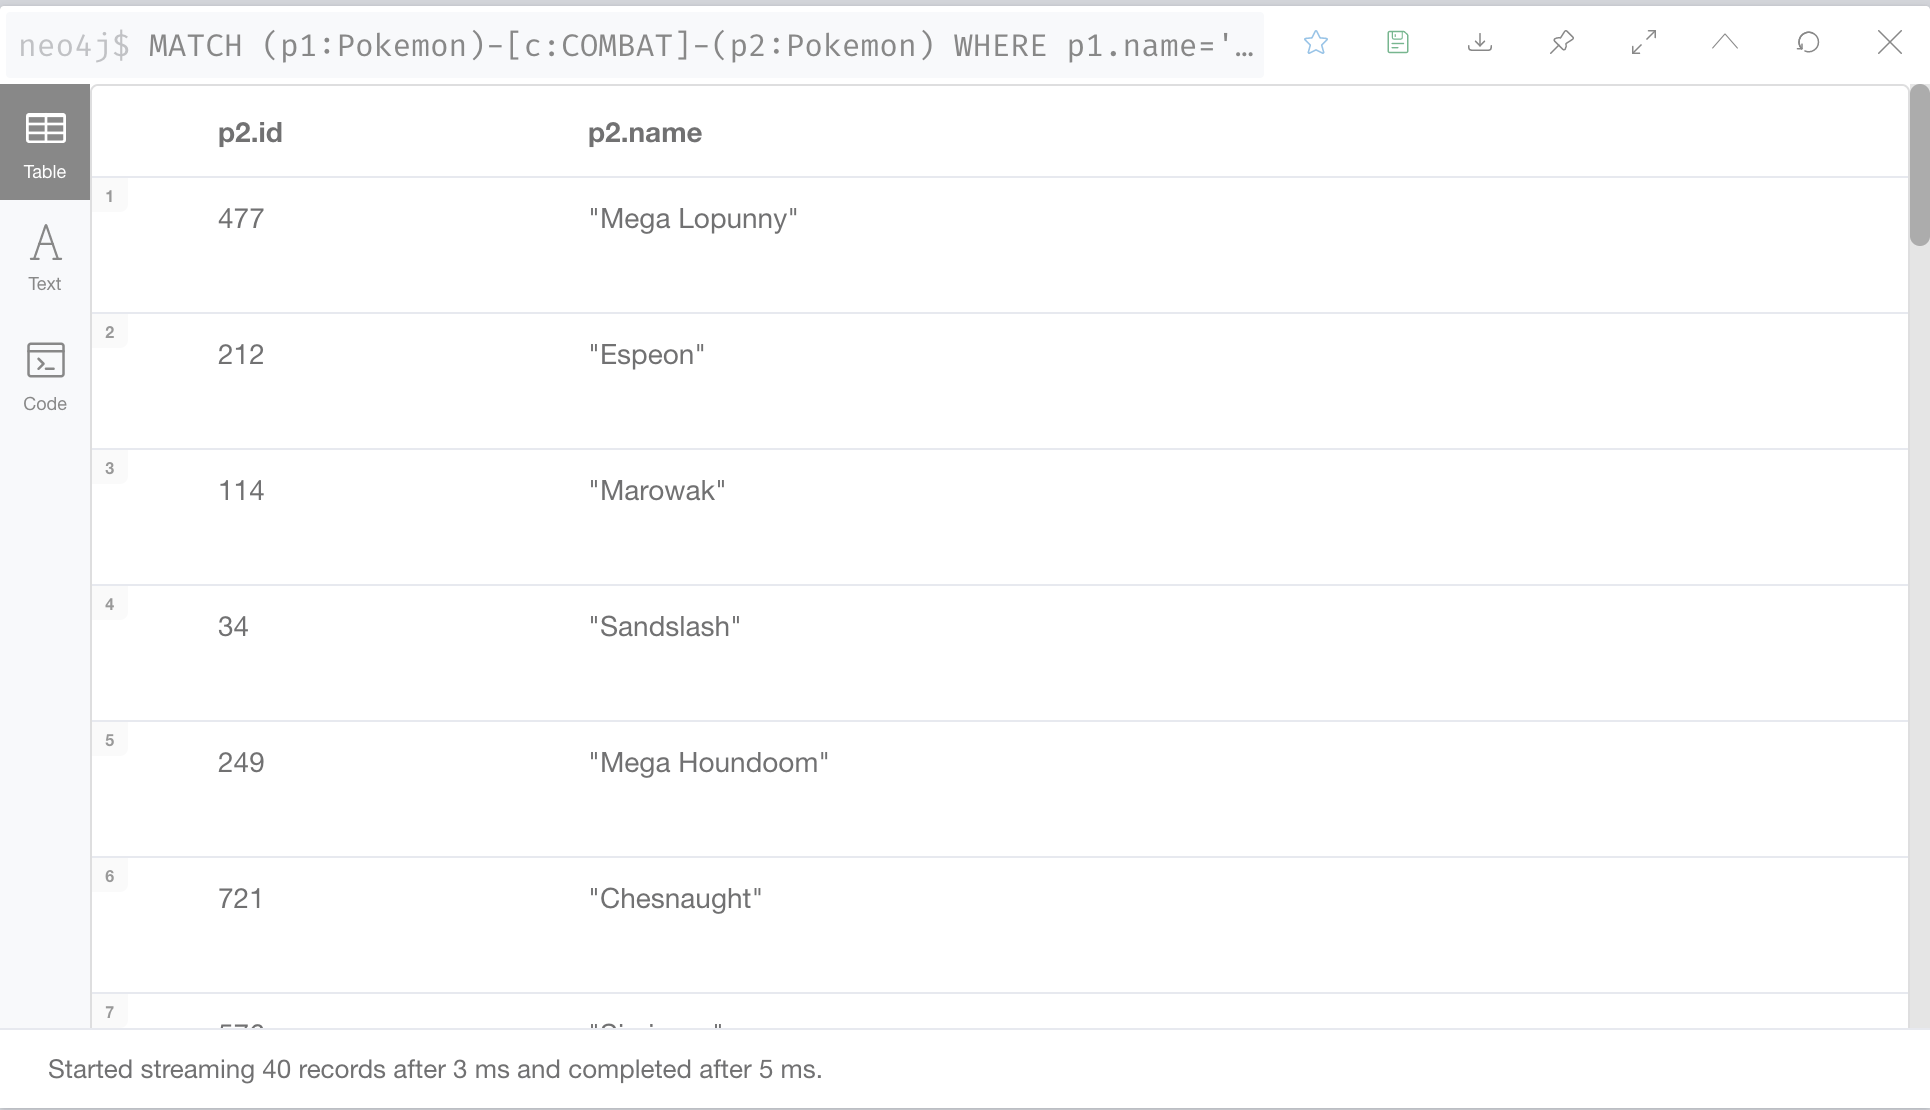 neo4j$ MATCH (p1:Pokemon)-[c:COMBAT]-(p2:Pokemon) WHERE p1.name='…
p2.id p2.name
Table
1
477 "Mega Lopunny"
Text
2
212 "Espeon"
Code
3
114 "Marowak"
4
34 "Sandslash"
5
249 "Mega Houndoom"
6
721 "Chesnaught"
7
Started streaming 40 records after 3 ms and completed after 5 ms.